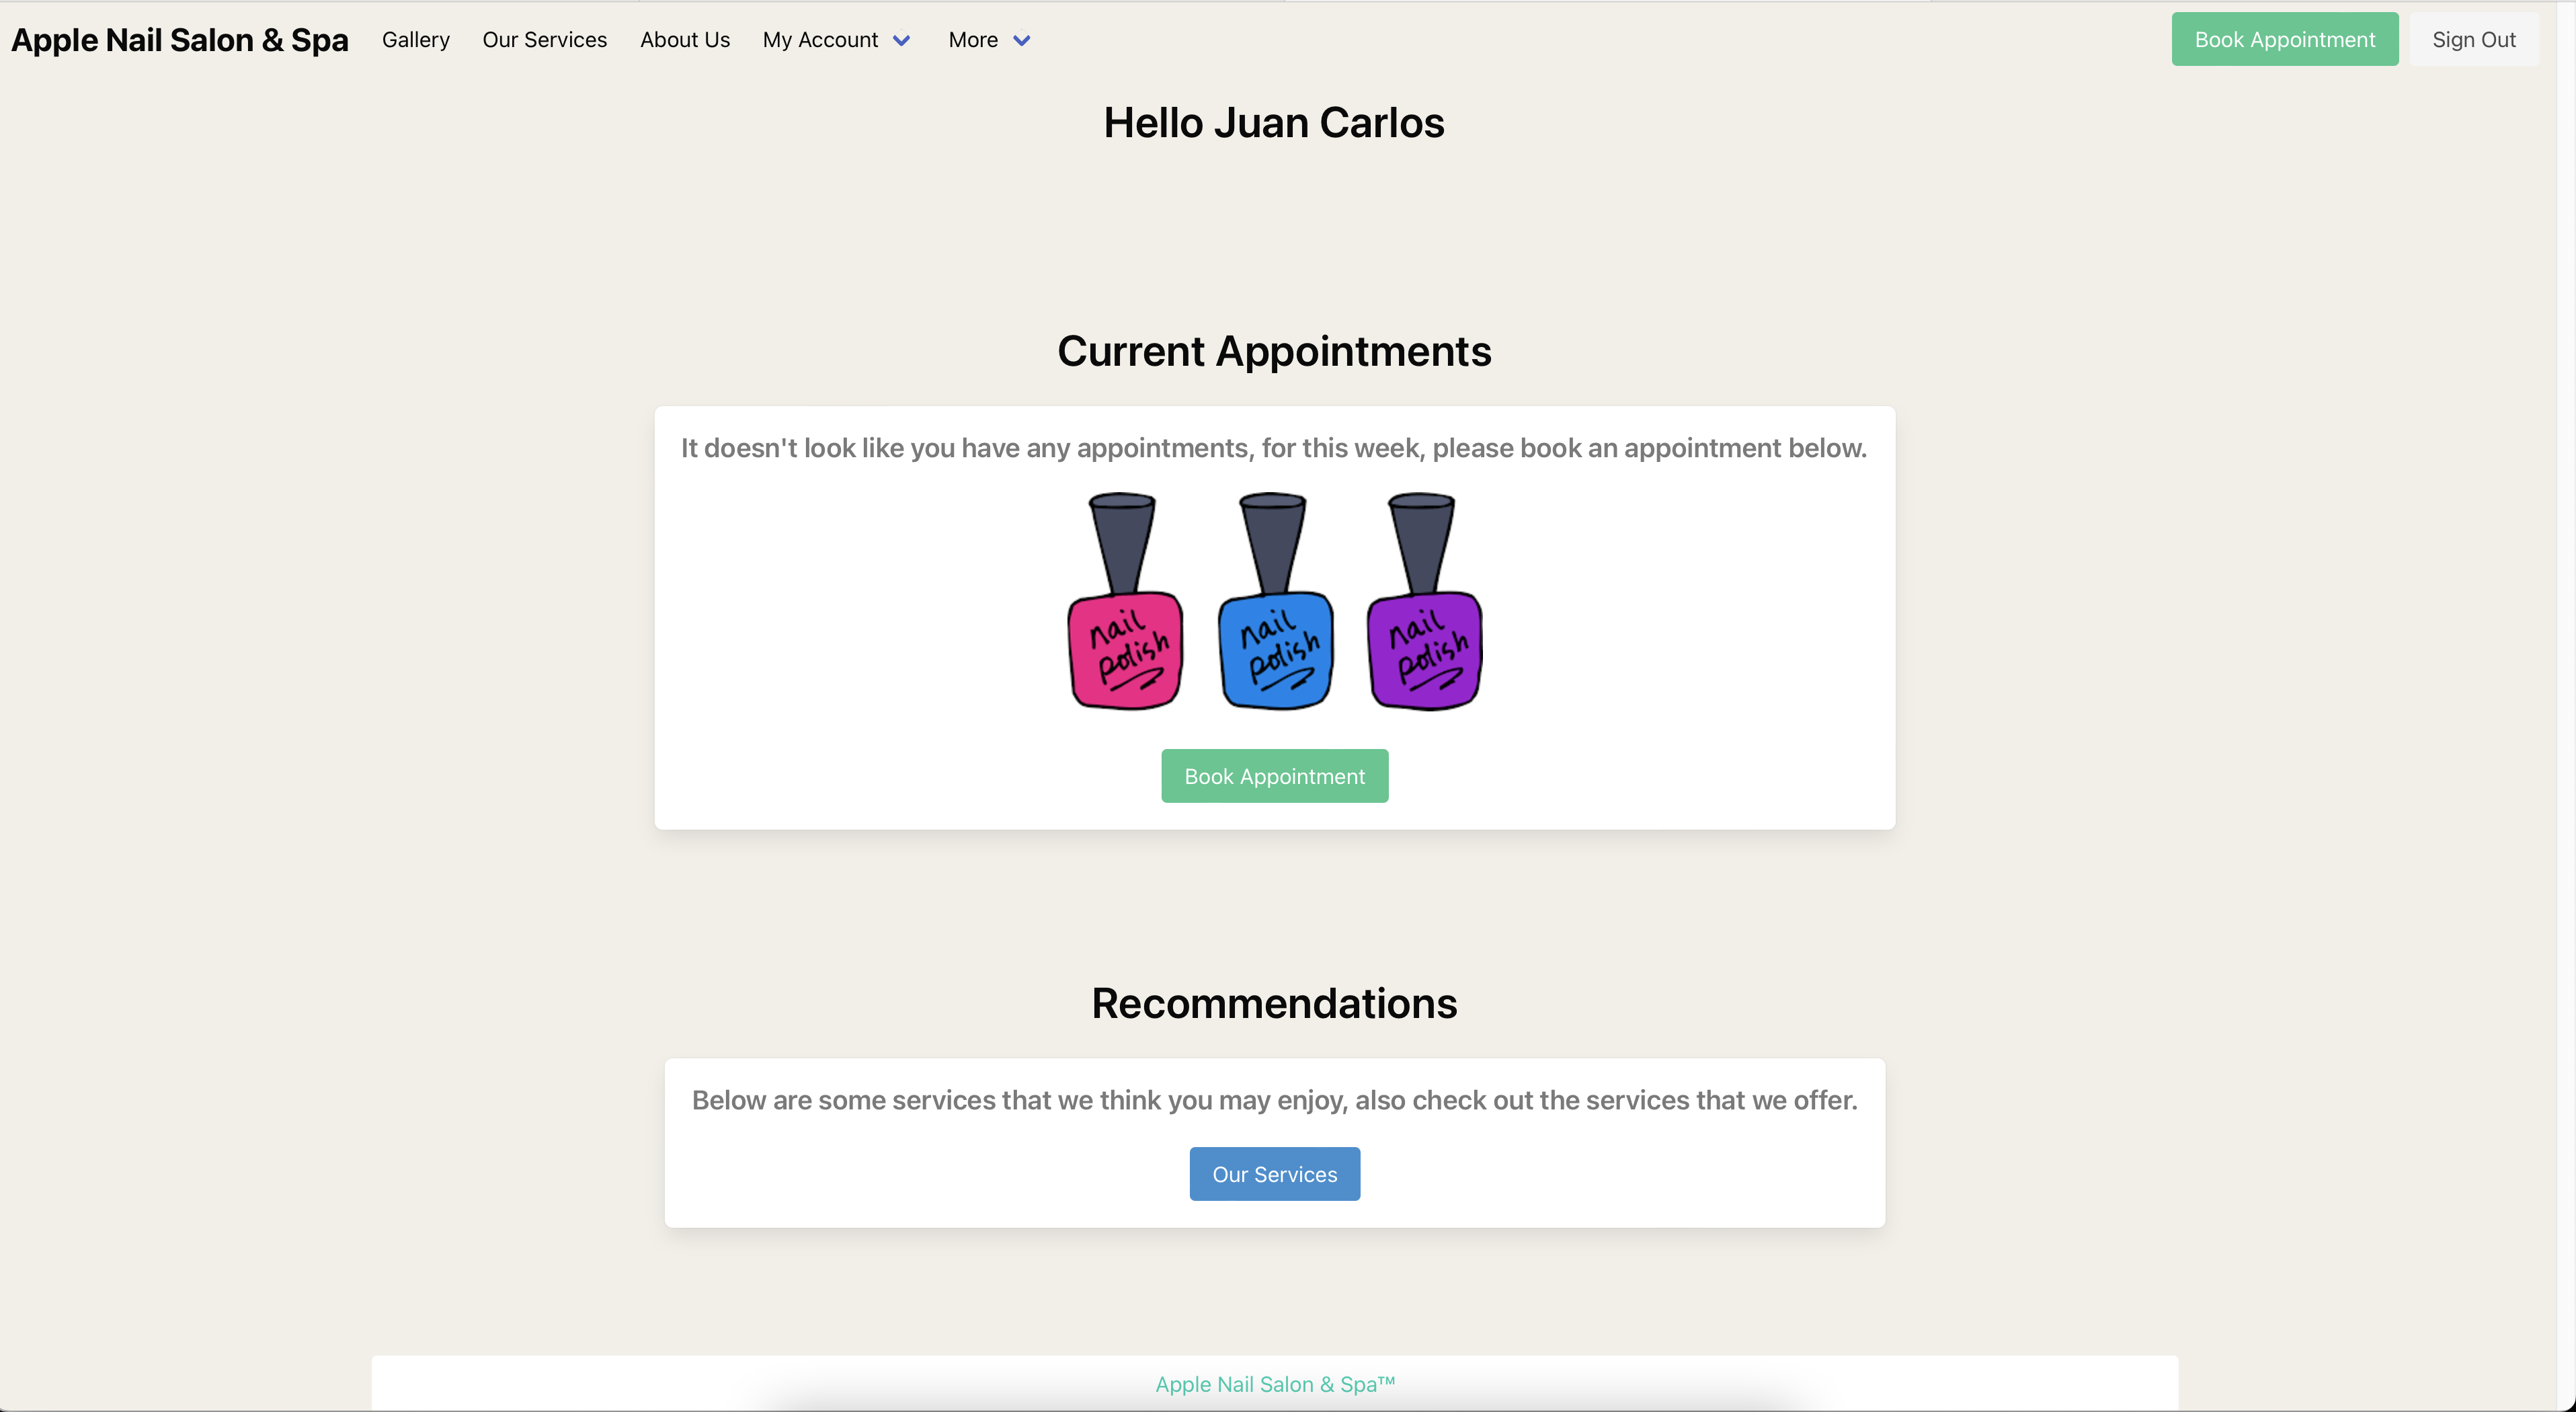 Apple Nail Salon & Spa Gallery Our Services About Us My Account More Book Appointment Sign Out
Hello Juan Carlos
Current Appointments
It doesn't look like you have any appointments, for this week, please book an appointment below.
nail polish nail polish nail polish
Book Appointment
Recommendations
Below are some services that we think you may enjoy, also check out the services that we offer.
Our Services
Apple Nail Salon & Spa™